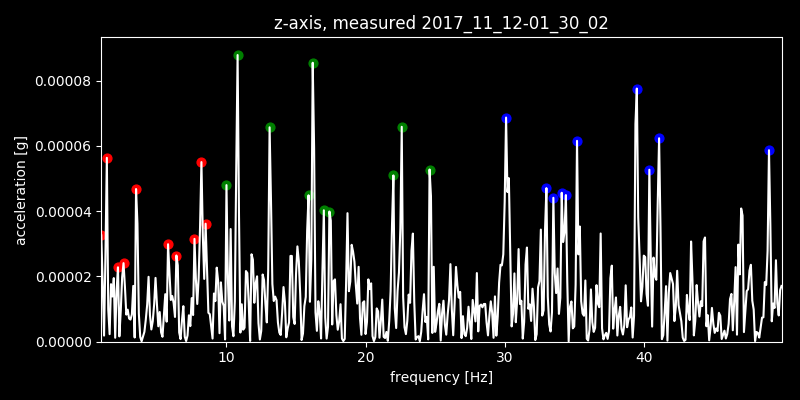 z-axis, measured 2017_11_12-01_30_02
0.00008
0.00006
0.00004
0.00002
0.00000
acceleration [g]
10 20 30 40
frequency [Hz]